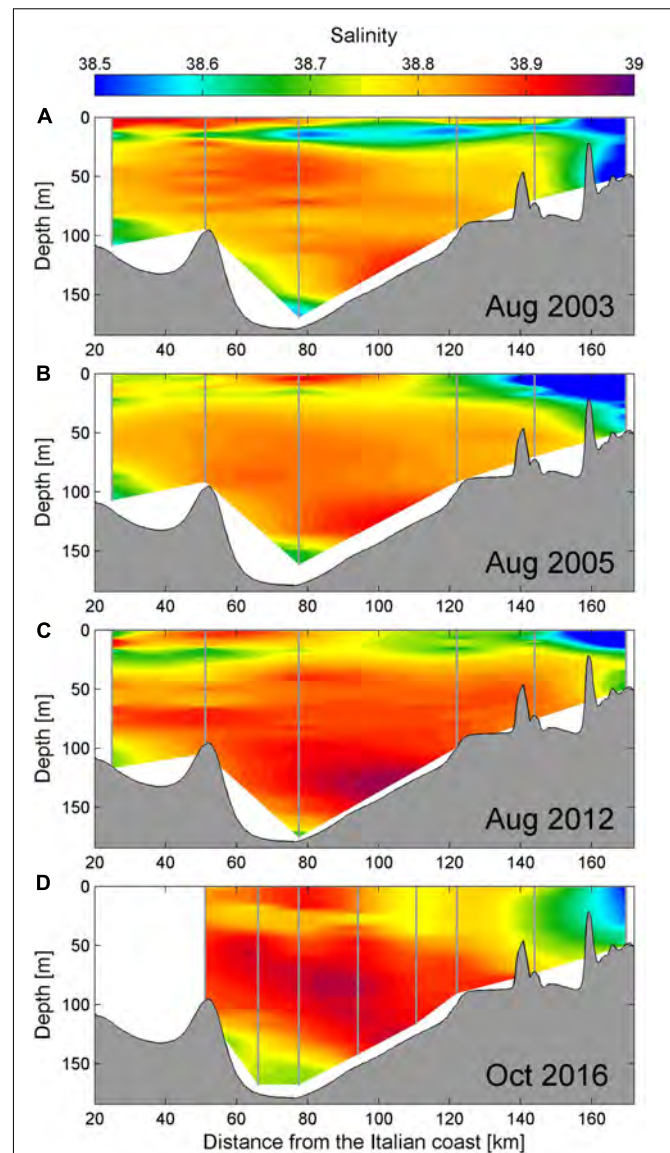 Salinity
38.5 38.6 38.7 38.8 38.9 39
A
0
50
100
150
Depth [m]
Aug 2003
20 40 60 80 100 120 140 160
B
0
50
100
150
Depth [m]
Aug 2005
20 40 60 80 100 120 140 160
C
0
50
100
150
Depth [m]
Aug 2012
20 40 60 80 100 120 140 160
D
0
50
100
150
Depth [m]
Oct 2016
20 40 60 80 100 120 140 160
Distance from the Italian coast [km]